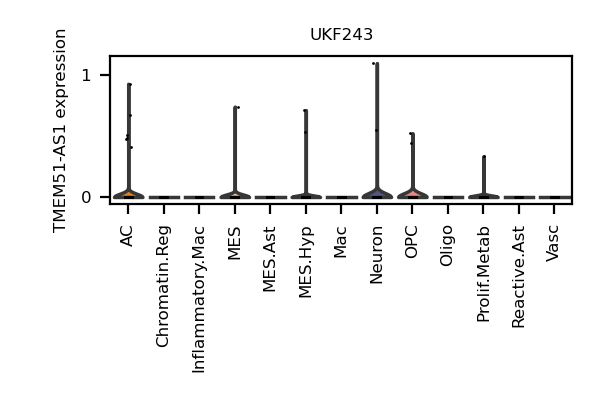 UKF243
TMEM51-AS1 expression
1
0
AC
Chromatin.Reg
Inflammatory.Mac
MES
MES.Ast
MES.Hyp
Mac
Neuron
OPC
Oligo
Prolif.Metab
Reactive.Ast
Vasc